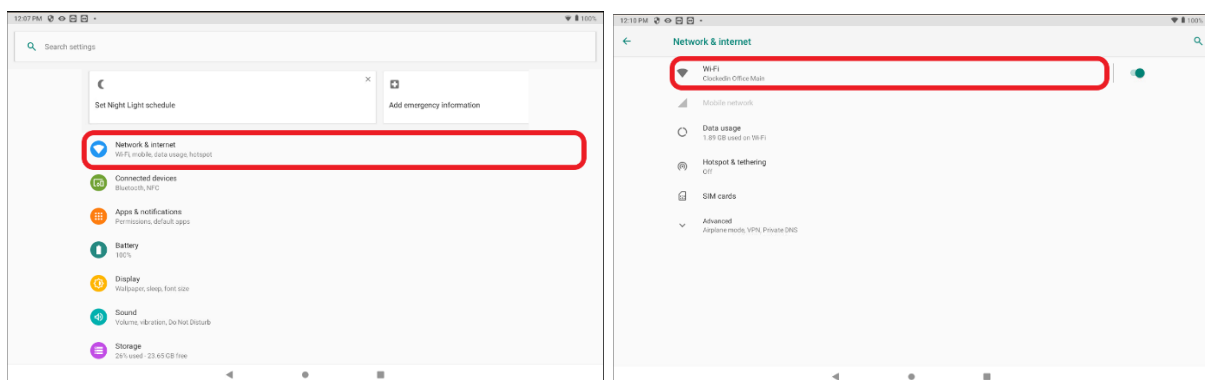 12:07 PM
100%
Search settings
Set Night Light schedule
Add emergency information
Network & internet
Wi-Fi, mobile, data usage, hotspot
Connected devices
Bluetooth, NFC
Apps & notifications
Permissions, default apps
Battery
100%
Display
Wallpaper, sleep, font size
Sound
Volume, vibration, Do Not Disturb
Storage
26% used - 23.65 GB free
100%
Network & internet
Wi-Fi
ClockedIn Office Main
Mobile network
Data usage
1.89 GB used on Wi-Fi
Hotspot & tethering
Off
SIM cards
Advanced
Airplane mode, VPN, Private DNS